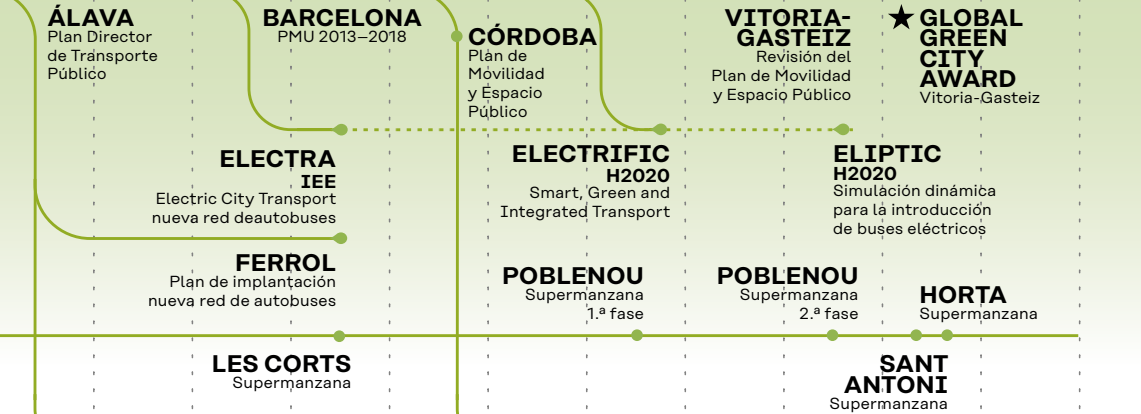 ÁLAVA
Plan Director
de Transporte
Público
BARCELONA
PMU 2013–2018
CÓRDOBA
Plan de
Movilidad
y Espacio
Público
VITORIA-
GASTEIZ
Revisión del
Plan de Movilidad
y Espacio Público
GLOBAL
GREEN
CITY
AWARD
Vitoria-Gasteiz
ELECTRA
IEE
Electric City Transport
nueva red deautobuses
ELECTRIFIC
H2020
Smart, Green and
Integrated Transport
ELIPTIC
H2020
Simulación dinámica
para la introducción
de buses eléctricos
FERROL
Plan de implantación
nueva red de autobuses
POBLENOU
Supermanzana
1.ª fase
POBLENOU
Supermanzana
2.ª fase
HORTA
Supermanzana
LES CORTS
Supermanzana
SANT
ANTONI
Supermanzana